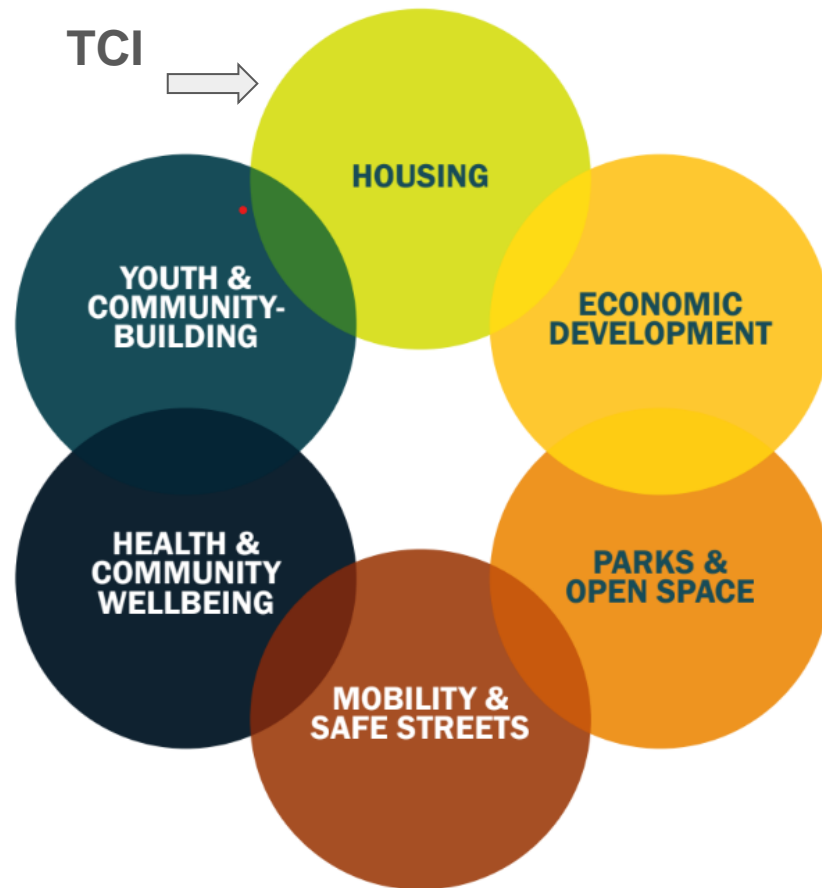 TCI
HOUSING
YOUTH &
COMMUNITY-
BUILDING
ECONOMIC
DEVELOPMENT
HEALTH &
COMMUNITY
WELLBEING
PARKS &
OPEN SPACE
MOBILITY &
SAFE STREETS